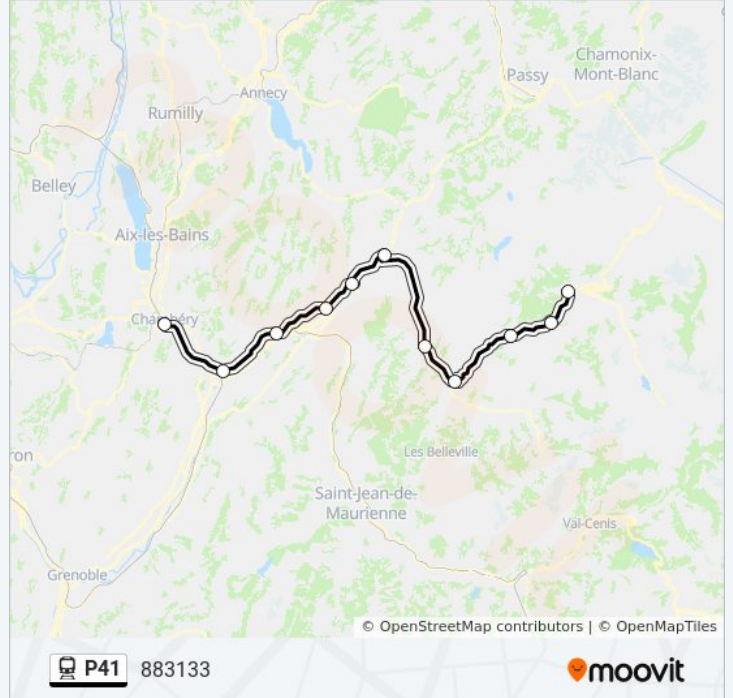 Chamonix-
Mont-Blanc
Passy
Annecy
Rumilly
Belley
Aix-les-Bains
Chambéry
Les Belleville
Saint-Jean-de-
Maurienne
Val-Cenis
Grenoble
© OpenStreetMap contributors | © OpenMapTiles
P41 883133
moovit